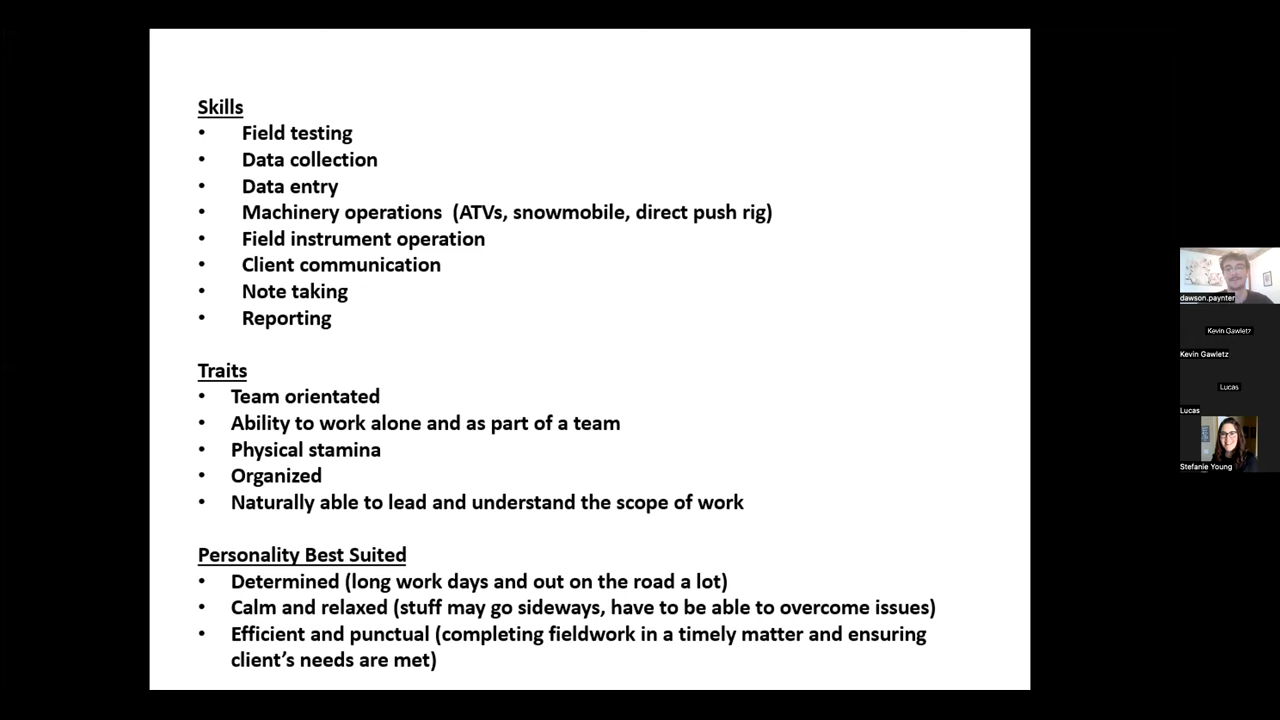 Skills
• Field testing
• Data collection
• Data entry
• Machinery operations (ATVs, snowmobile, direct push rig)
• Field instrument operation
• Client communication
• Note taking
• Reporting
Traits
• Team orientated
• Ability to work alone and as part of a team
• Physical stamina
• Organized
• Naturally able to lead and understand the scope of work
Personality Best Suited
• Determined (long work days and out on the road a lot)
• Calm and relaxed (stuff may go sideways, have to be able to overcome issues)
• Efficient and punctual (completing fieldwork in a timely matter and ensuring
client’s needs are met)
dawson.paynter
Kevin Gawletz
Kevin Gawletz
Lucas
Lucas
Stefanie Young